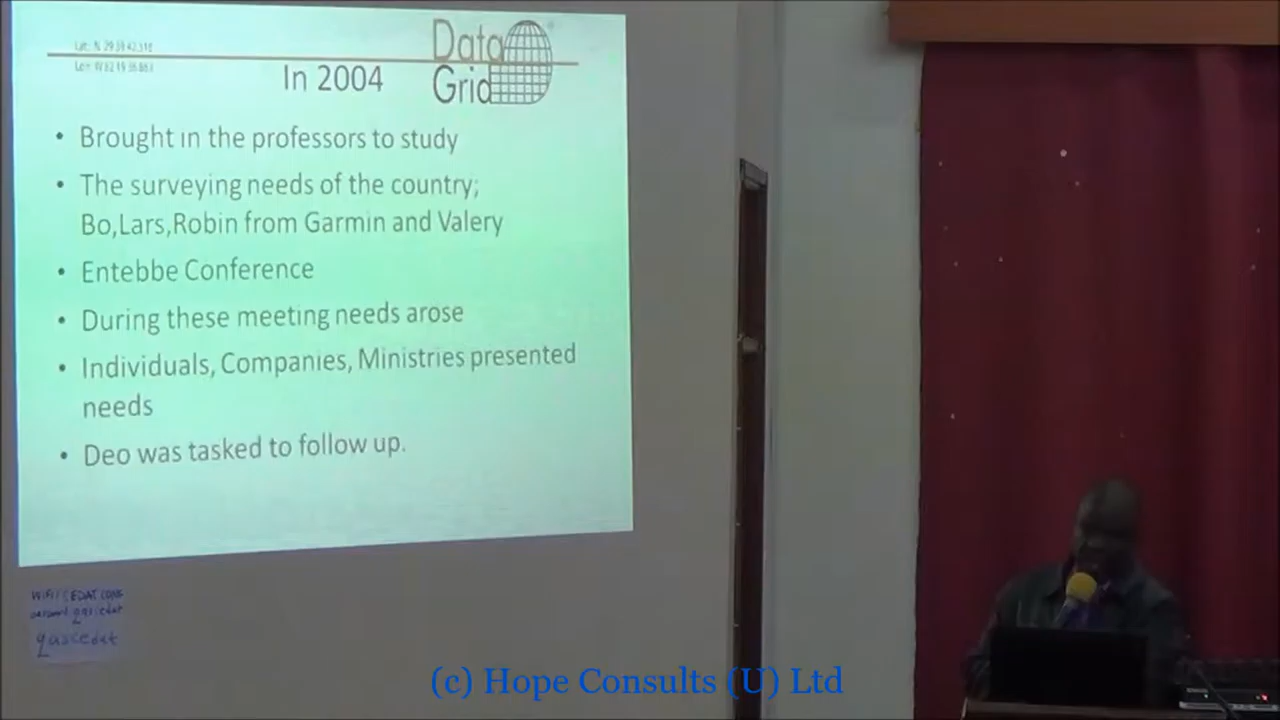 Data
Grid
In 2004
• Brought in the professors to study
• The surveying needs of the country;
Bo,Lars,Robin from Garmin and Valery
• Entebbe Conference
• During these meeting needs arose
• Individuals, Companies, Ministries presented
needs
• Deo was tasked to follow up.
(c) Hope Consults (U) Ltd